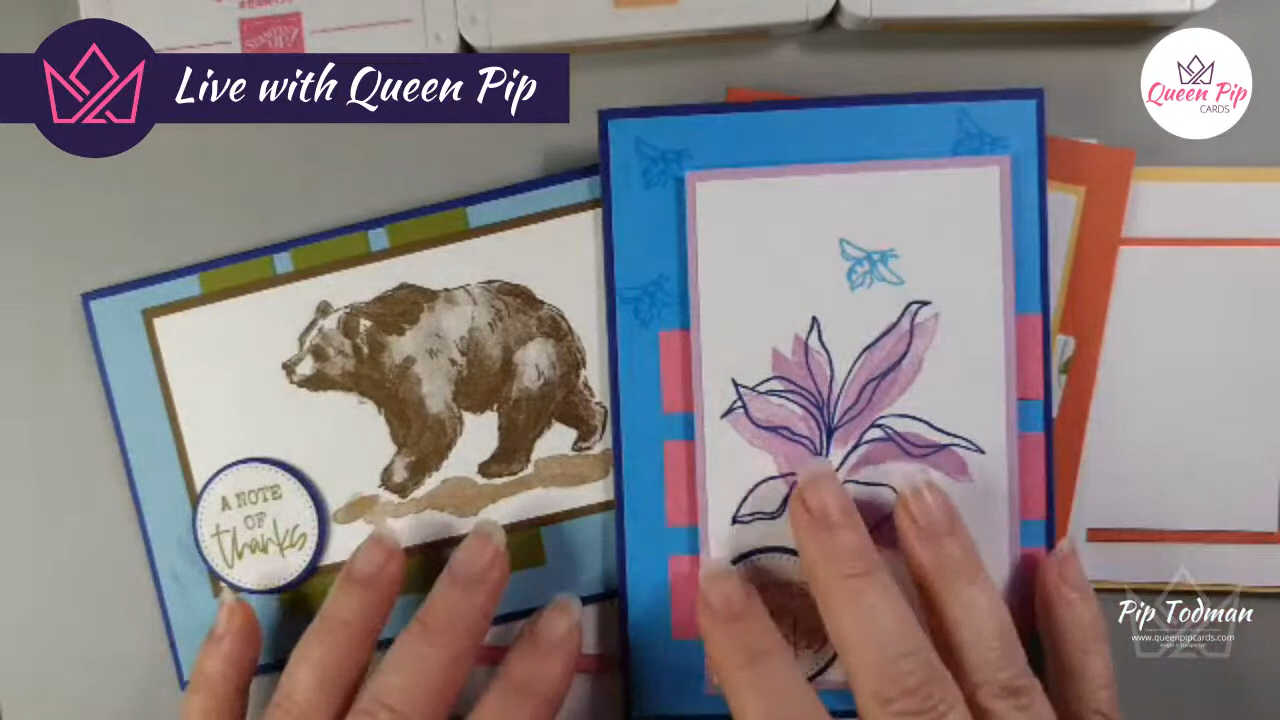 Live with Queen Pip
Queen Pip
CARDS
A NOTE
OF
thanks
Pip Todman
www.queenpipcards.com